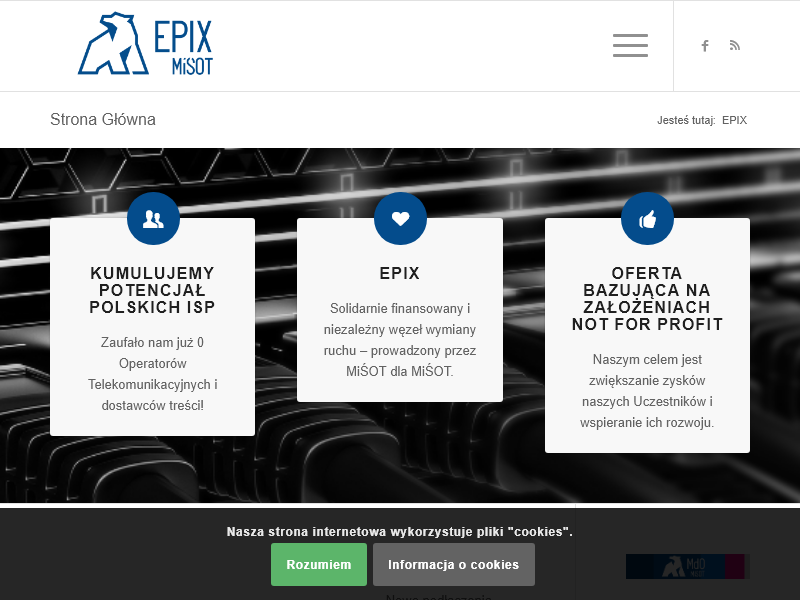 EPIX
MiŚOT
Strona Główna
Jesteś tutaj: EPIX
KUMULUJEMY
POTENCJAŁ
POLSKICH ISP
Zaufało nam już 0
Operatorów
Telekomunikacyjnych i
dostawców treści!
EPIX
Solidarnie finansowany i
niezależny węzeł wymiany
ruchu – prowadzony przez
MiŚOT dla MiŚOT.
OFERTA
BAZUJĄCA NA
ZAŁOŻENIACH
NOT FOR PROFIT
Naszym celem jest
zwiększanie zysków
naszych Uczestników i
wspieranie ich rozwoju.
Nasza strona internetowa wykorzystuje pliki "cookies".
Rozumiem
Informacja o cookies
MdO